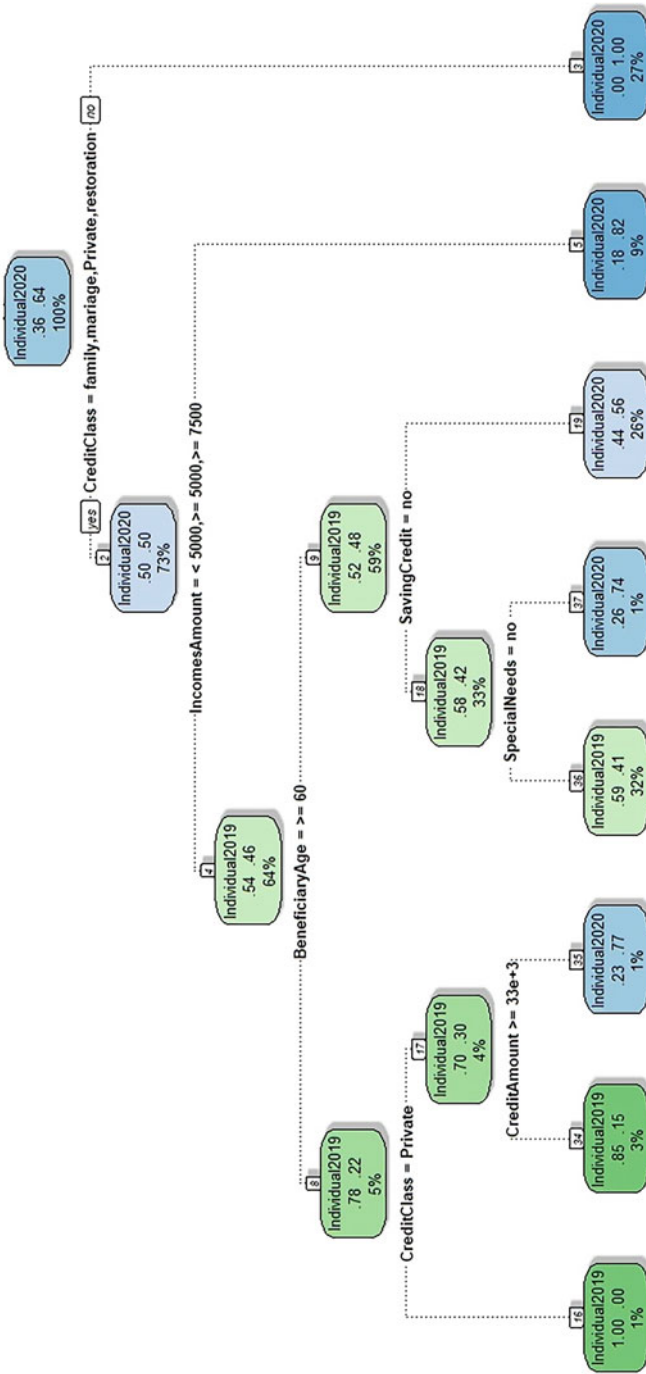 Individual2020
.36 .64
100%
yes
CreditClass = family,mariage,Private,restoration
no
2
Individual2020
.50 .50
73%
IncomesAmount = < 5000,>= 5000,>= 7500
4
Individual2019
.54 .46
64%
BeneficiaryAge = >= 60
8
Individual2019
.78 .22
5%
9
Individual2019
.52 .48
59%
CreditClass = Private
SavingCredit = no
17
Individual2019
.70 .30
4%
18
Individual2019
.58 .42
33%
CreditAmount >= 33e+3
SpecialNeeds = no
16
Individual2019
1.00 .00
1%
34
Individual2019
.85 .15
3%
35
Individual2020
.23 .77
1%
36
Individual2019
.59 .41
32%
37
Individual2020
.26 .74
1%
19
Individual2020
.44 .56
26%
5
Individual2020
.18 .82
9%
3
Individual2020
.00 1.00
27%